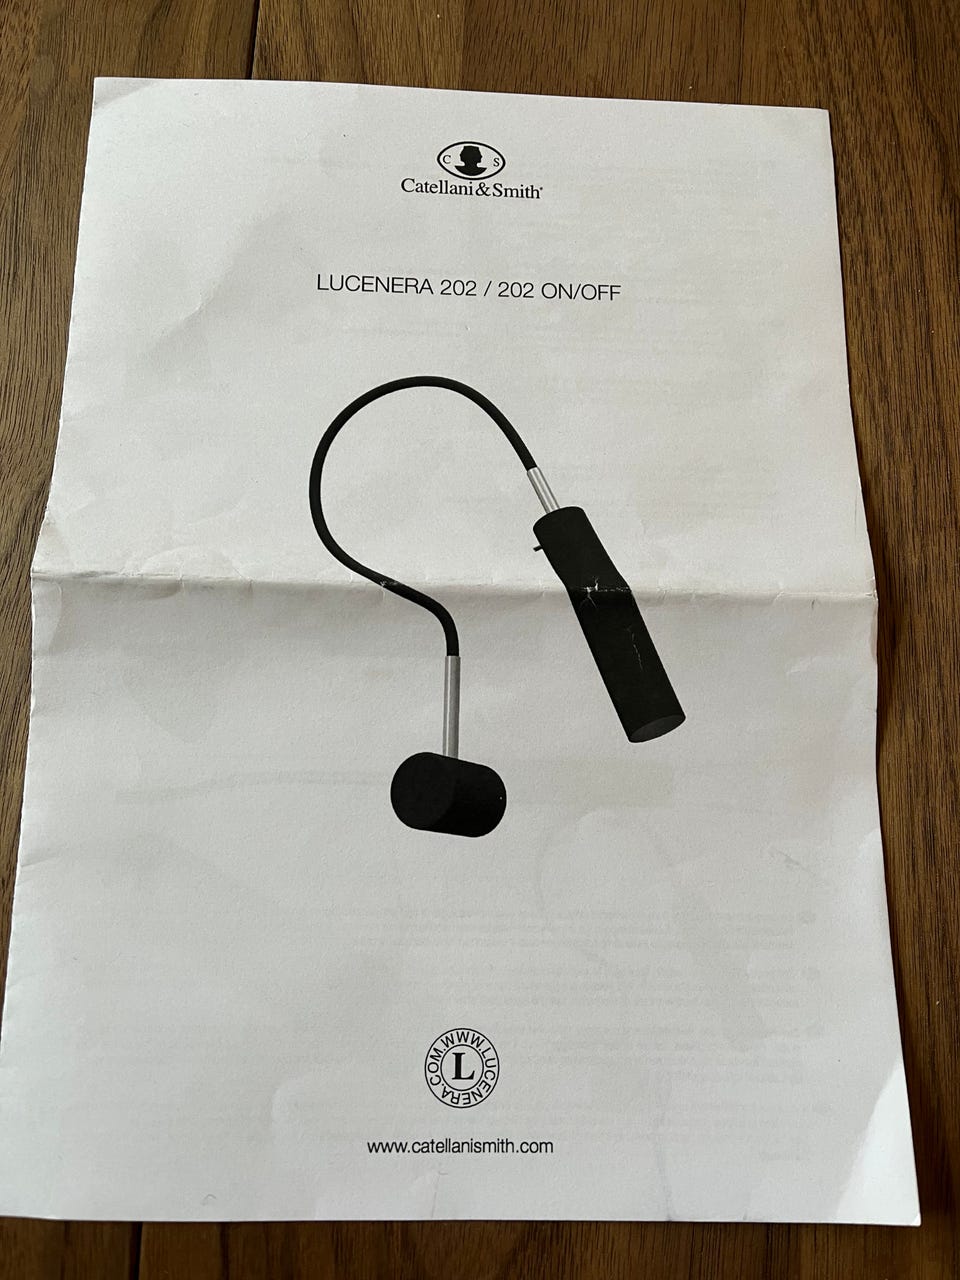 C S
Catellani & Smith®
LUCENERA 202 / 202 ON/OFF
WWW.LUCENERA.COM
L
www.catellanismith.com